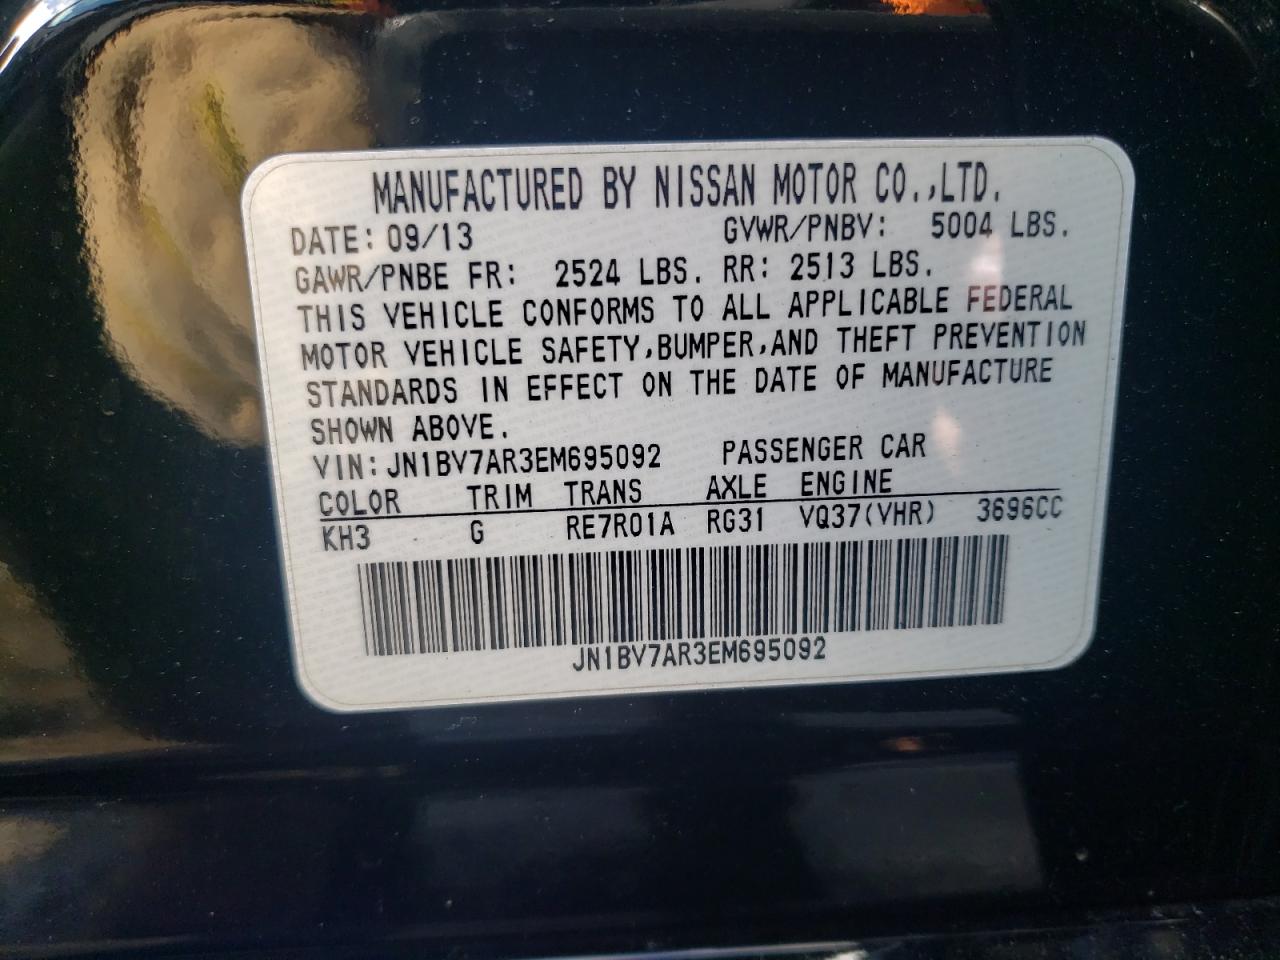 MANUFACTURED BY NISSAN MOTOR CO.,LTD.
DATE: 09/13 GVWR/PNBV: 5004 LBS.
GAWR/PNBE FR: 2524 LBS. RR: 2513 LBS.
THIS VEHICLE CONFORMS TO ALL APPLICABLE FEDERAL
MOTOR VEHICLE SAFETY,BUMPER,AND THEFT PREVENTION
STANDARDS IN EFFECT ON THE DATE OF MANUFACTURE
SHOWN ABOVE.
VIN: JN1BV7AR3EM695092 PASSENGER CAR
COLOR TRIM TRANS AXLE ENGINE
KH3 G RE7R01A RG31 VQ37(VHR) 3696CC
JN1BV7AR3EM695092